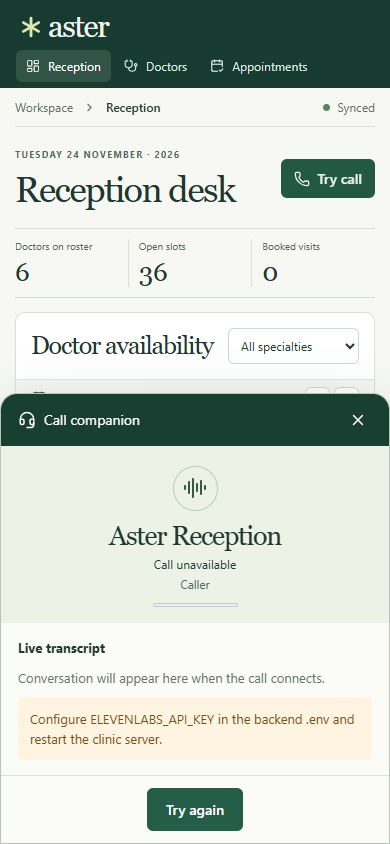 aster
Reception Doctors Appointments
Workspace > Reception Synced
TUESDAY 24 NOVEMBER · 2026
Reception desk
Try call
Doctors on roster Open slots Booked visits
6 36 0
Doctor availability All specialties
Call companion
Aster Reception
Call unavailable
Caller
Live transcript
Conversation will appear here when the call connects.
Configure ELEVENLABS_API_KEY in the backend .env and
restart the clinic server.
Try again